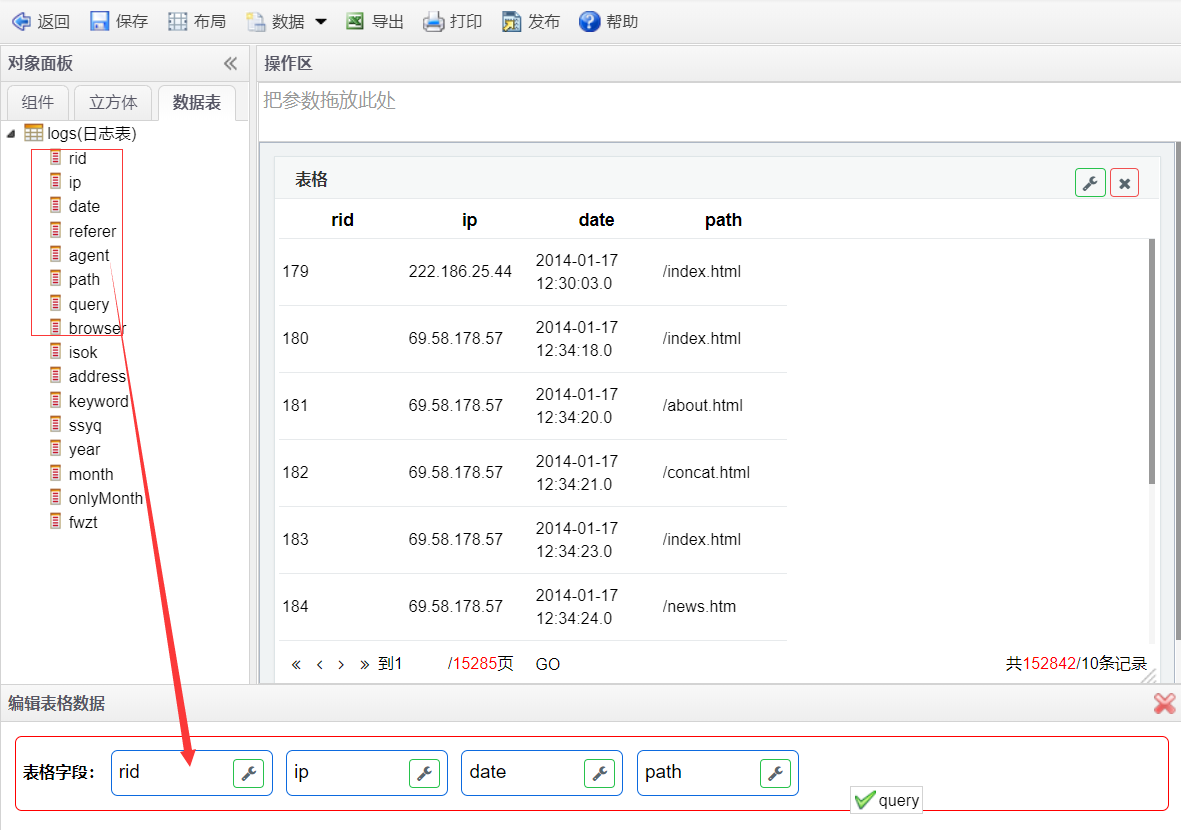 返回 保存 布局 数据 导出 打印 发布 帮助
对象面板
组件 立方体 数据表
logs(日志表)
rid
ip
date
referer
agent
path
query
browser
isok
address
keyword
ssyq
year
month
onlyMonth
fwzt
操作区
把参数拖放此处
表格
rid ip date path
179 222.186.25.44 2014-01-17 12:30:03.0 /index.html
180 69.58.178.57 2014-01-17 12:34:18.0 /index.html
181 69.58.178.57 2014-01-17 12:34:20.0 /about.html
182 69.58.178.57 2014-01-17 12:34:21.0 /concat.html
183 69.58.178.57 2014-01-17 12:34:23.0 /index.html
184 69.58.178.57 2014-01-17 12:34:24.0 /news.htm
« ‹ › » 到1 /15285页 GO 共152842/10条记录
编辑表格数据
表格字段： rid ip date path
query